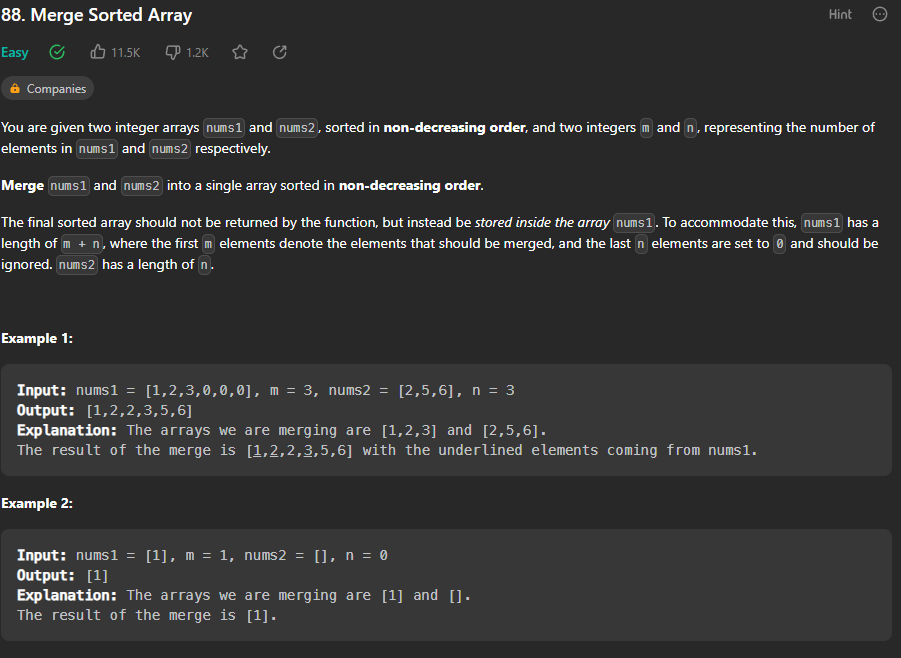 88. Merge Sorted Array
Hint
Easy 11.5K 1.2K
Companies
You are given two integer arrays nums1 and nums2, sorted in non-decreasing order, and two integers m and n, representing the number of
elements in nums1 and nums2 respectively.
Merge nums1 and nums2 into a single array sorted in non-decreasing order.
The final sorted array should not be returned by the function, but instead be stored inside the array nums1. To accommodate this, nums1 has a
length of m + n, where the first m elements denote the elements that should be merged, and the last n elements are set to 0 and should be
ignored. nums2 has a length of n.
Example 1:
Input: nums1 = [1,2,3,0,0,0], m = 3, nums2 = [2,5,6], n = 3
Output: [1,2,2,3,5,6]
Explanation: The arrays we are merging are [1,2,3] and [2,5,6].
The result of the merge is [1,2,2,3,5,6] with the underlined elements coming from nums1.
Example 2:
Input: nums1 = [1], m = 1, nums2 = [], n = 0
Output: [1]
Explanation: The arrays we are merging are [1] and [].
The result of the merge is [1].